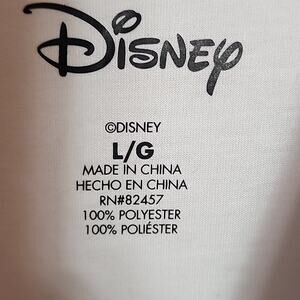 Disney
©DISNEY
L/G
MADE IN CHINA
HECHO EN CHINA
RN#82457
100% POLYESTER
100% POLIÉSTER